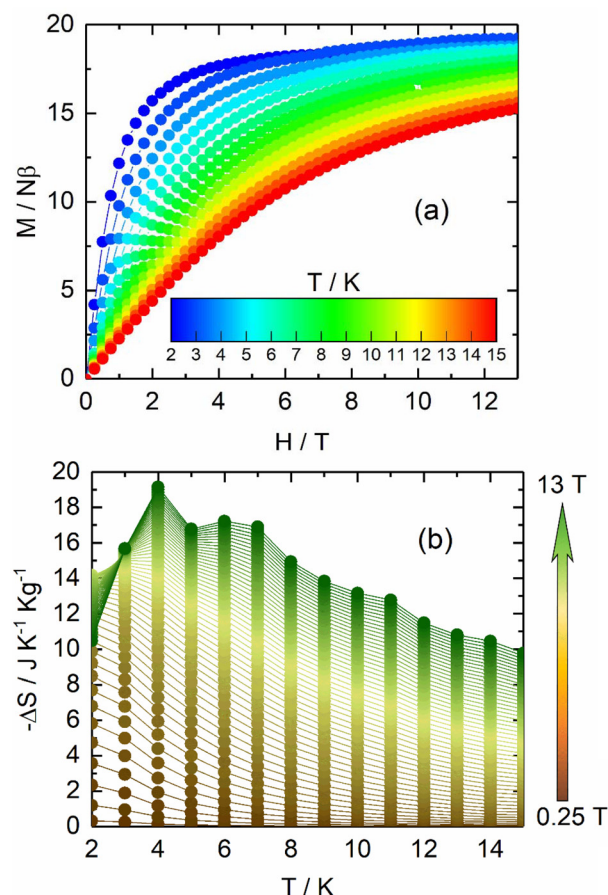 20
15
10
5
0
M / Nβ
(a)
T / K
2 3 4 5 6 7 8 9 10 11 12 13 14 15
0 2 4 6 8 10 12
H / T
20
18
16
14
12
10
8
6
4
2
0
-ΔS / J K⁻¹ Kg⁻¹
(b)
13 T
0.25 T
2 4 6 8 10 12 14
T / K